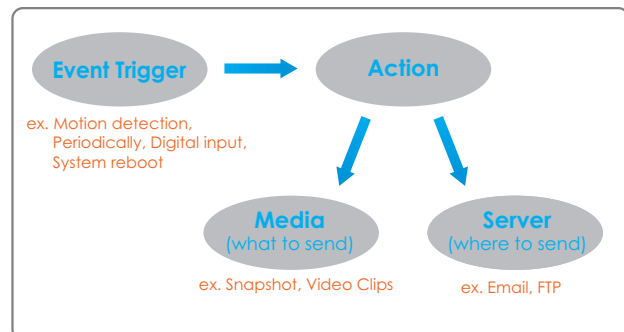 Event Trigger
Action
ex. Motion detection,
Periodically, Digital input,
System reboot
Media
(what to send)
Server
(where to send)
ex. Snapshot, Video Clips
ex. Email, FTP